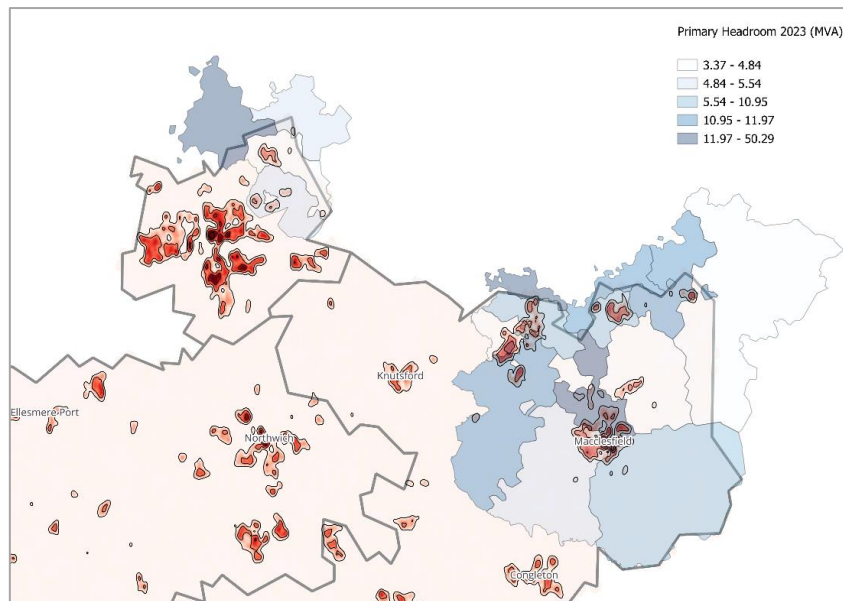 Primary Headroom 2023 (MVA)
3.37 - 4.84
4.84 - 5.54
5.54 - 10.95
10.95 - 11.97
11.97 - 50.29
Knutsford
Ellesmere Port
Northwich
Macclesfield
Congleton